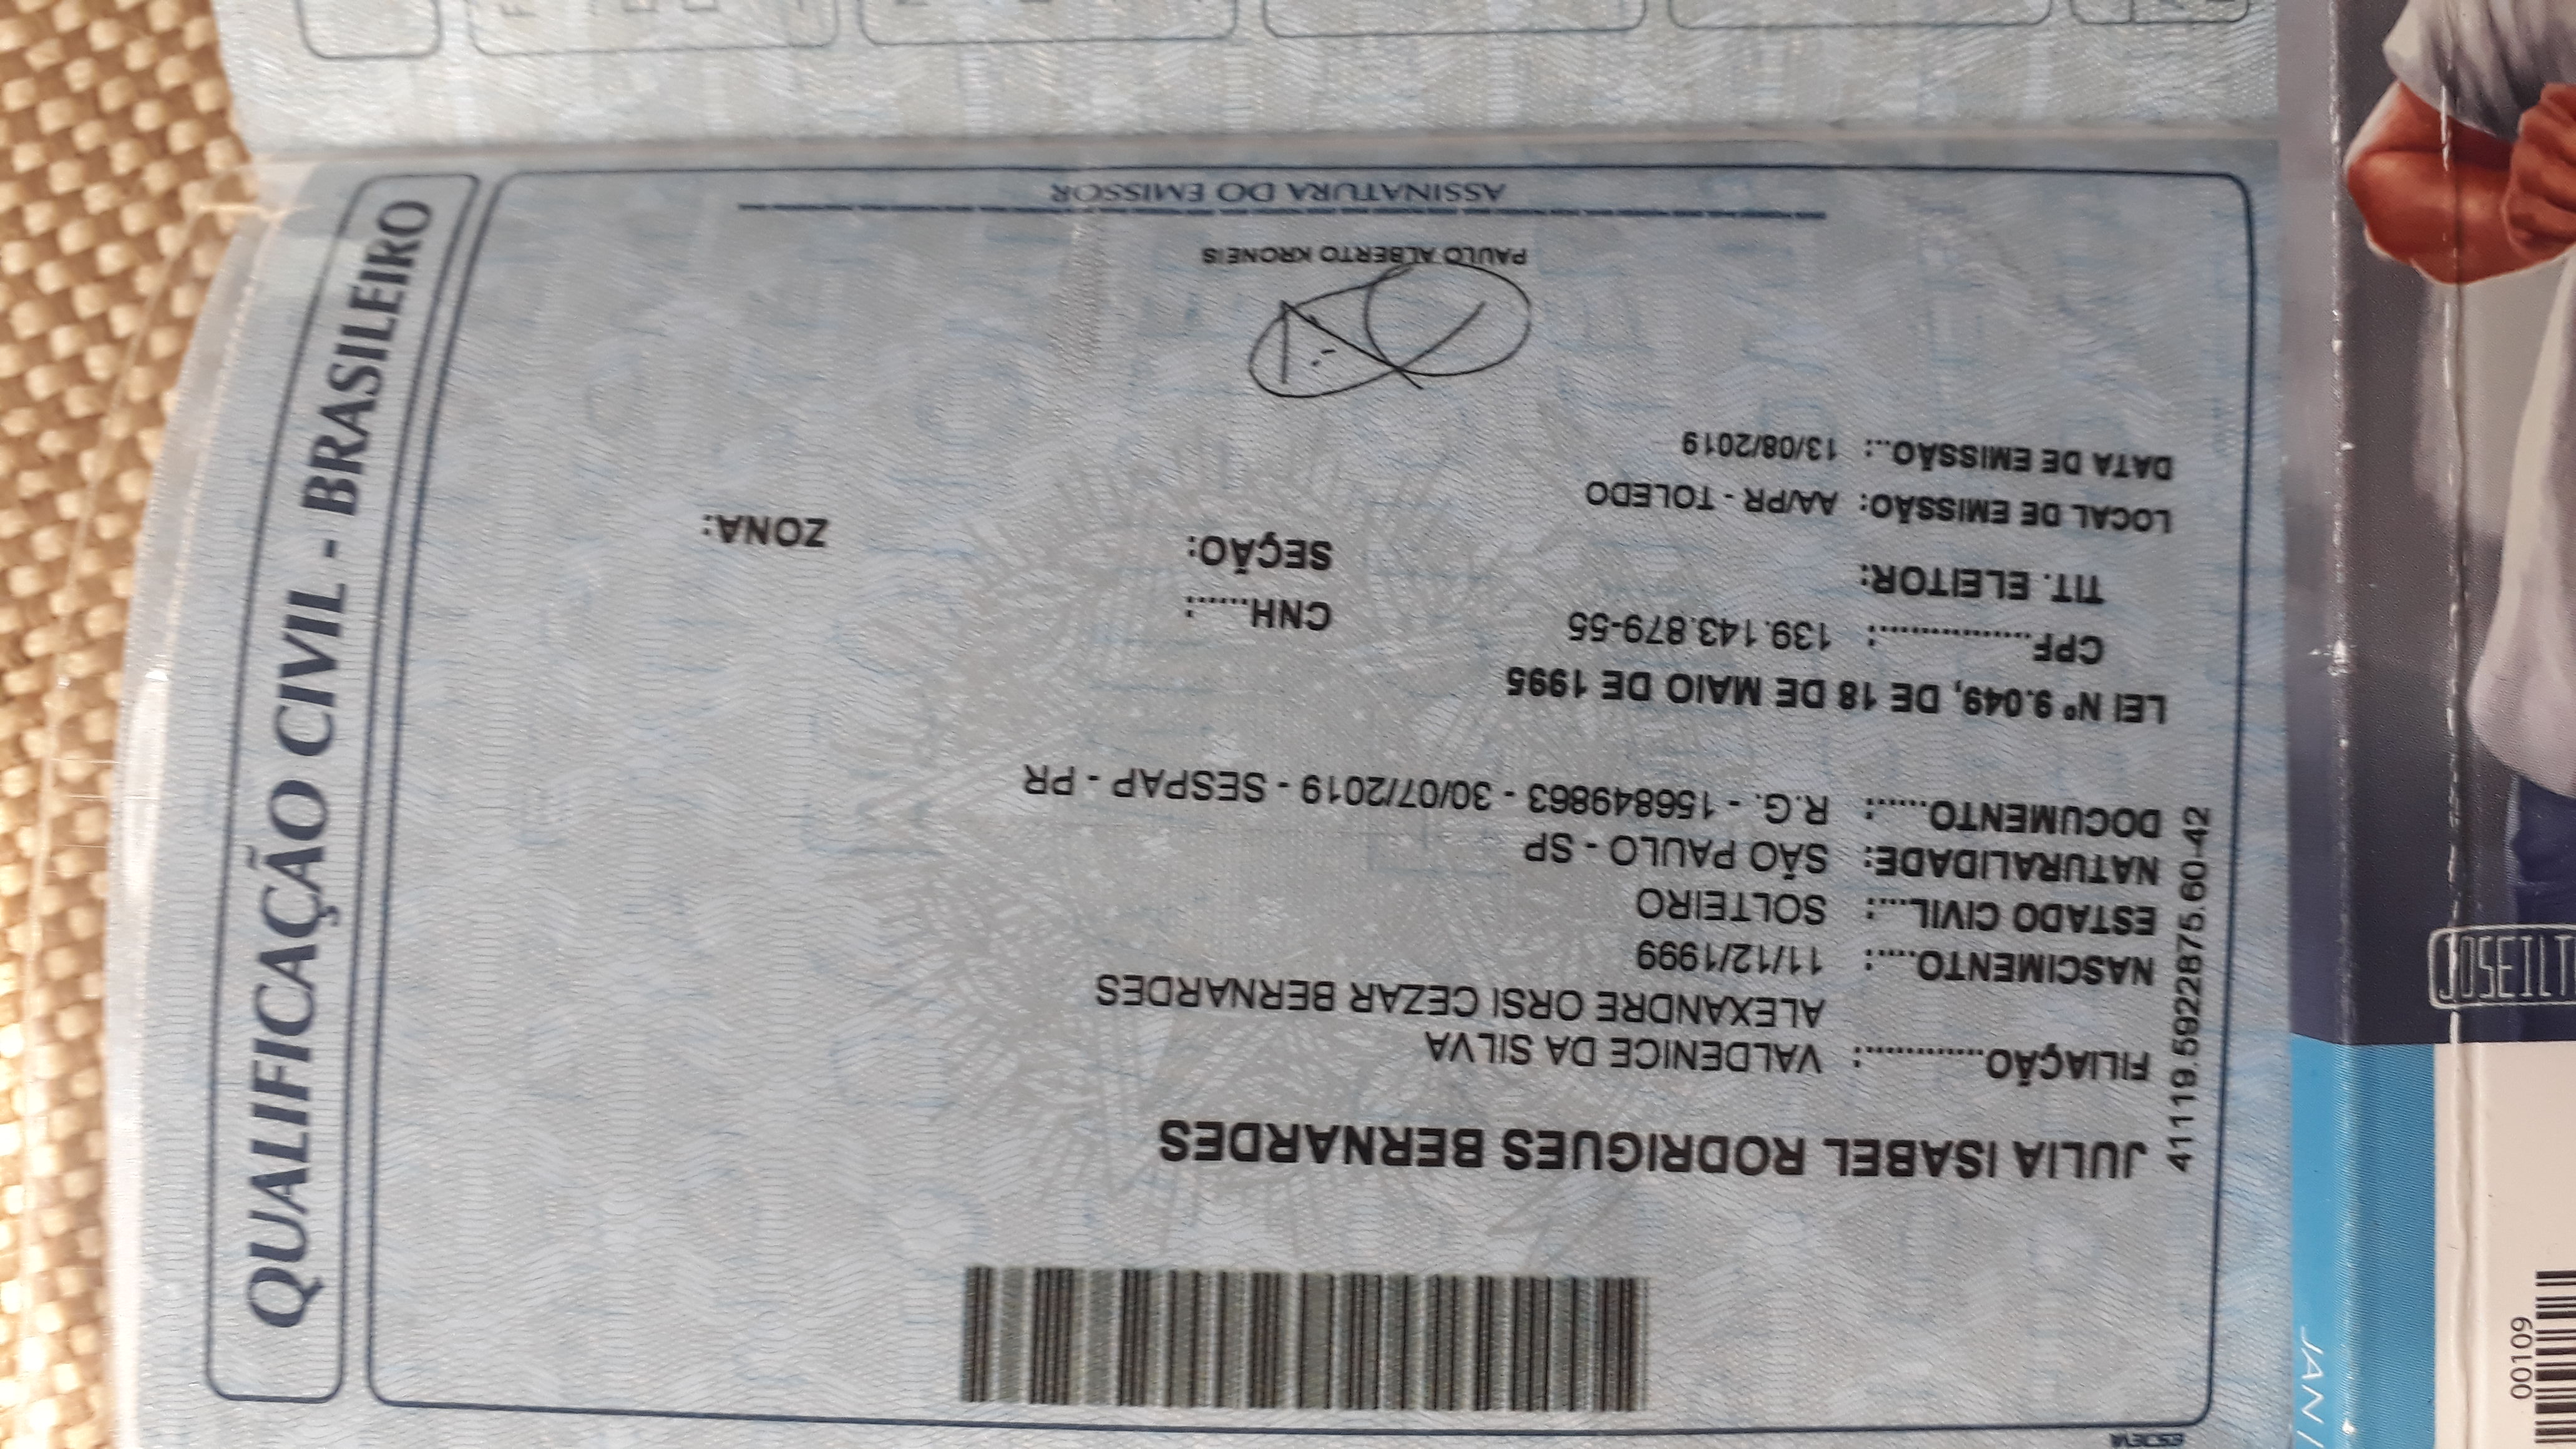 QUALIFICAÇÃO CIVIL - BRASILEIRO
JULIA ISABEL RODRIGUES BERNARDES
FILIAÇÃO.............: VALDENICE DA SILVA
ALEXANDRE ORSI CEZAR BERNARDES
NASCIMENTO.....: 11/12/1999
ESTADO CIVIL....: SOLTEIRO
NATURALIDADE: SÃO PAULO - SP
DOCUMENTO......: R.G. - 156849863 - 30/07/2019 - SESPAP - PR
41119.5922875.60-42
LEI Nº 9.049, DE 18 DE MAIO DE 1995
CPF.................: 139.143.879-55 CNH......:
TIT. ELEITOR: SEÇÃO: ZONA:
LOCAL DE EMISSÃO: AA/PR - TOLEDO
DATA DE EMISSÃO...: 13/08/2019
PAULO ALBERTO KRONEIS
ASSINATURA DO EMISSOR
JAN
00109